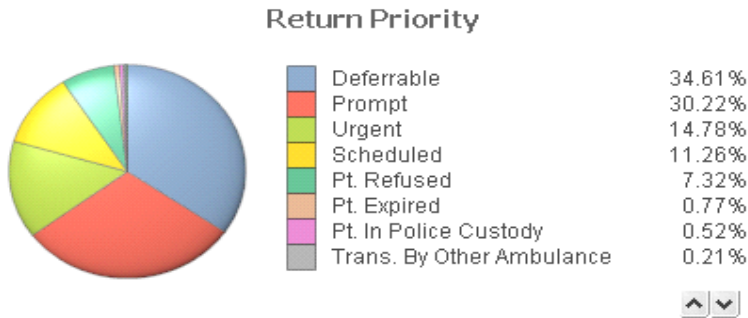 Return Priority
Deferrable 34.61%
Prompt 30.22%
Urgent 14.78%
Scheduled 11.26%
Pt. Refused 7.32%
Pt. Expired 0.77%
Pt. In Police Custody 0.52%
Trans. By Other Ambulance 0.21%